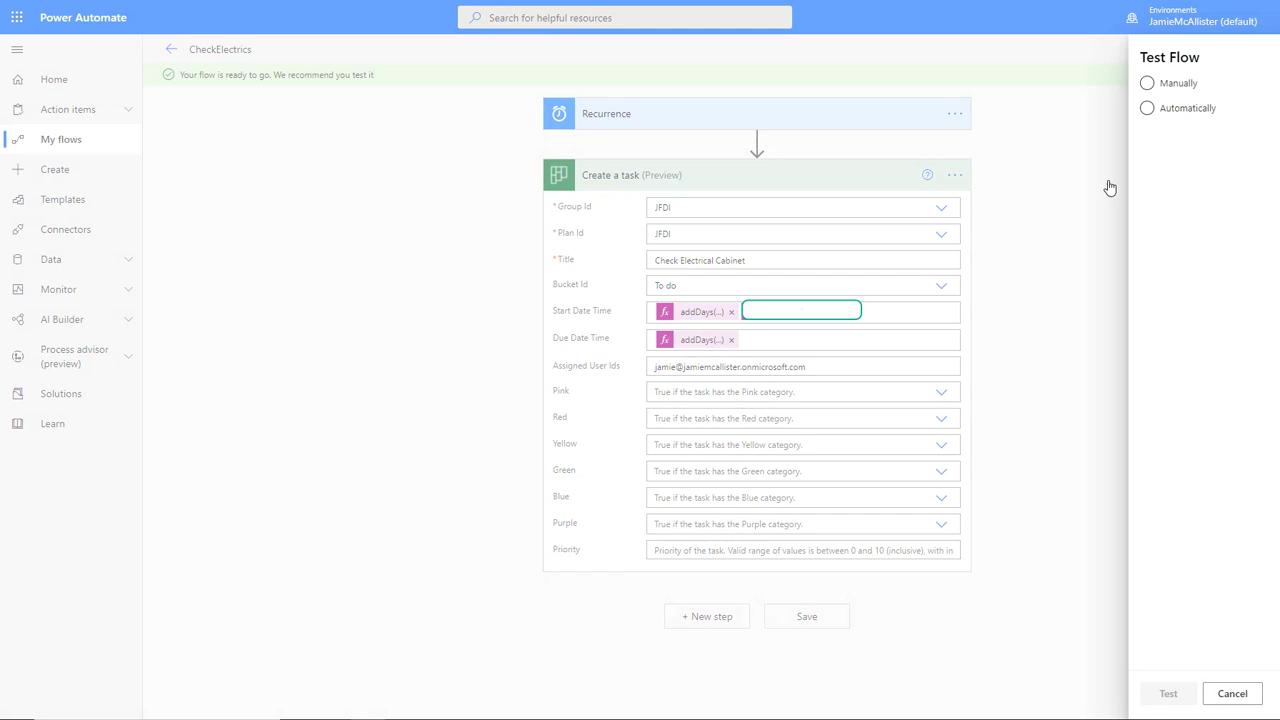 Power Automate
Search for helpful resources
Environments
JamieMcAllister (default)
CheckElectrics
Your flow is ready to go. We recommend you test it
Home
Action items
My flows
Create
Templates
Connectors
Data
Monitor
AI Builder
Process advisor
(preview)
Solutions
Learn
Recurrence
Create a task (Preview)
* Group Id
JFDI
* Plan Id
JFDI
* Title
Check Electrical Cabinet
Bucket Id
To do
Start Date Time
fx addDays(...) x
Due Date Time
fx addDays(...) x
Assigned User Ids
jamie@jamiemcallister.onmicrosoft.com
Pink
True if the task has the Pink category.
Red
True if the task has the Red category.
Yellow
True if the task has the Yellow category.
Green
True if the task has the Green category.
Blue
True if the task has the Blue category.
Purple
True if the task has the Purple category.
Priority
Priority of the task. Valid range of values is between 0 and 10 (inclusive), with in
+ New step
Save
Test Flow
Manually
Automatically
Test
Cancel